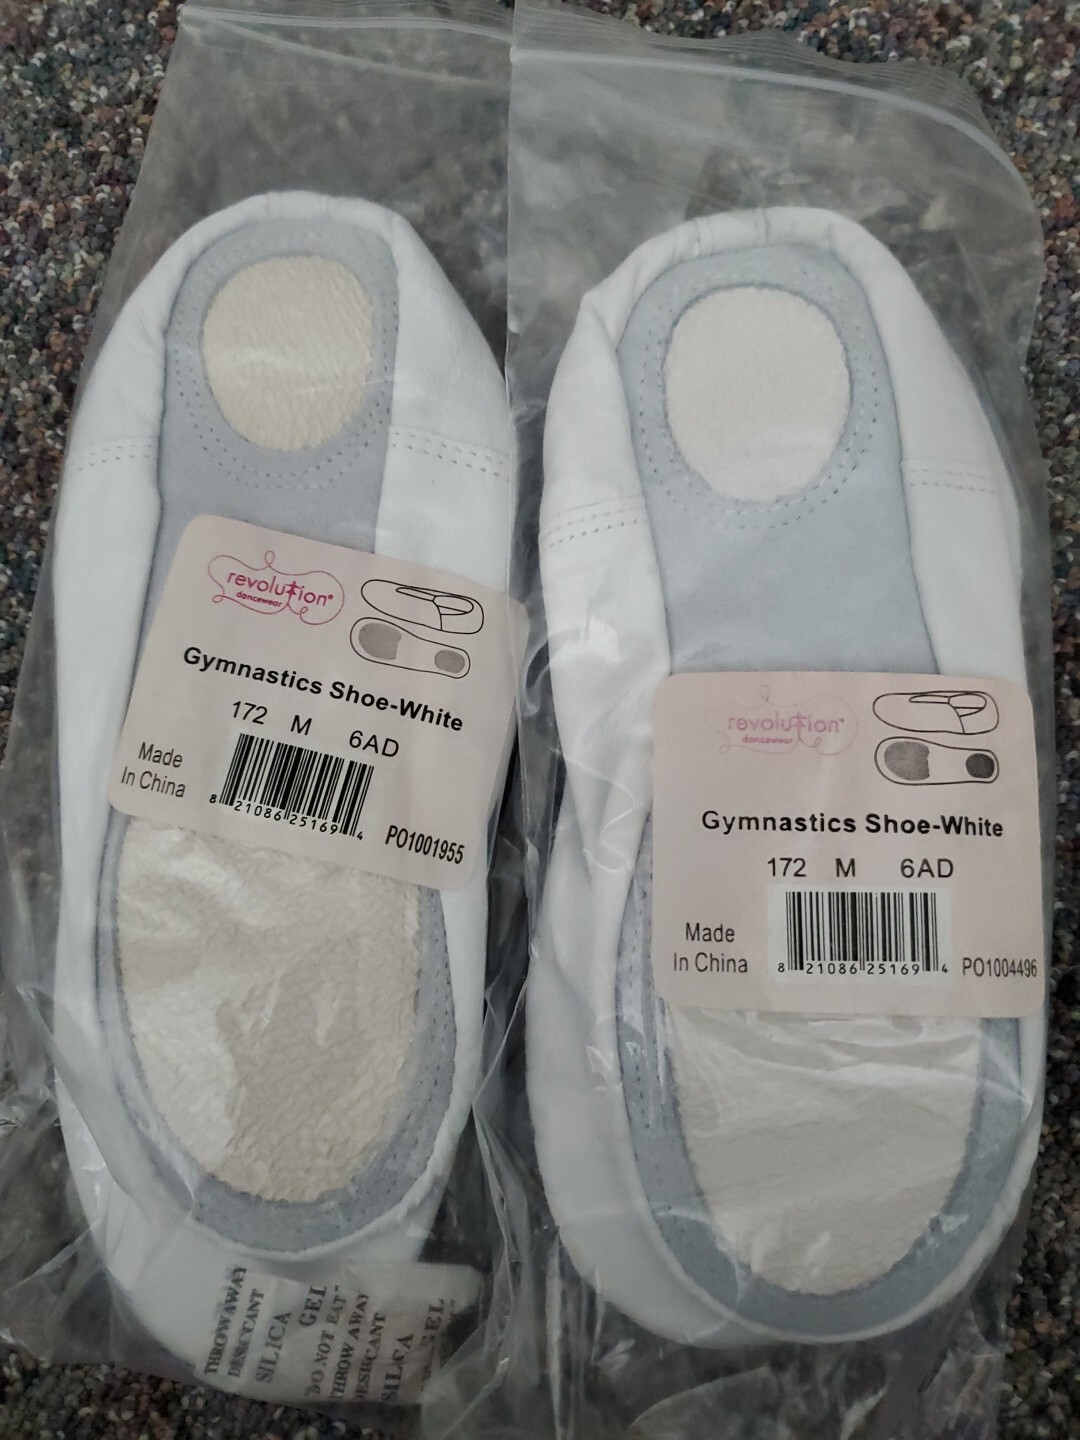 revolution®
dancewear
Gymnastics Shoe-White
172 M 6AD
Made
In China
8 21086 25169 4
PO1001955
THROW AWAY
DESICCANT
SILICA
GEL
"DO NOT EAT"
THROW AWAY
DESICCANT
SILICA
GEL
revolution®
dancewear
Gymnastics Shoe-White
172 M 6AD
Made
In China
8 21086 25169 4
PO1004496